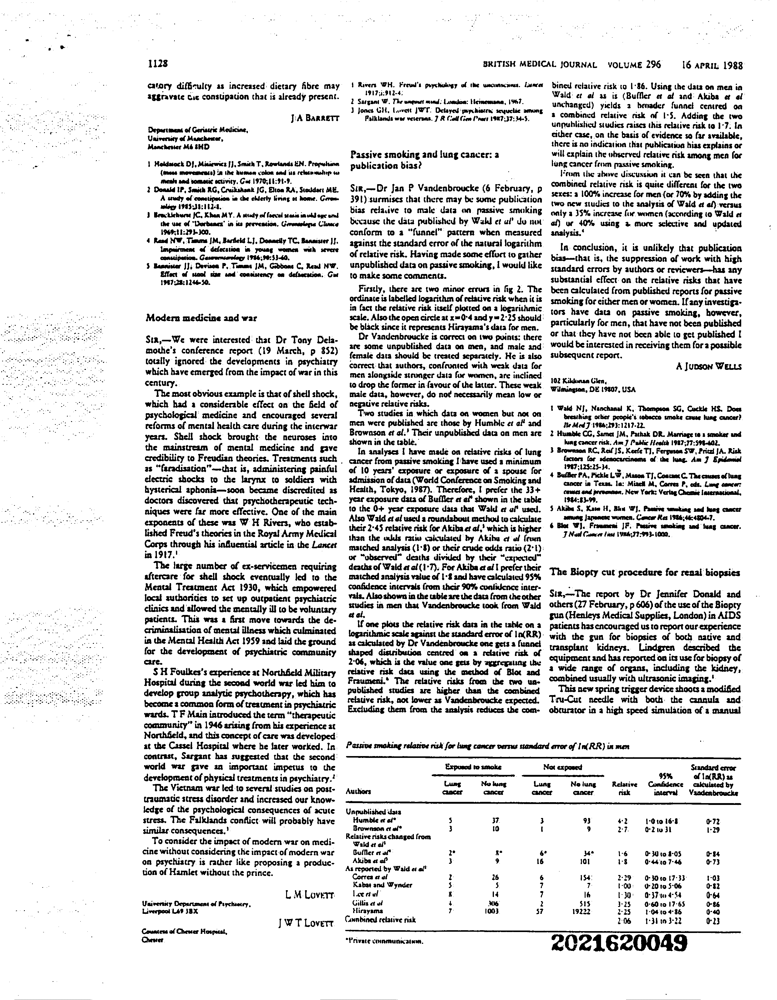 1128
BRITISH MEDICAL JOURNAL VOLUME 296 16 APRIL 1988
catory difficulty as increased dietary fibre may
aggravate the constipation that is already present.
J A BARRETT
Department of Geriatric Medicine,
University of Manchester,
Manchester M6 8HD
1 Holdstock DJ, Misiewicz JJ, Smith T, Rowlands EN. Propulsion
(mass movements) in the human colon and its relationship to
meals and somatic activity. Gut 1970;11:91-9.
2 Donald IP, Smith RG, Cruikshank JG, Elton RA, Stoddart ME.
A study of constipation in the elderly living at home. Geron-
tology 1985;31:112-8.
3 Brocklehurst JC, Khan MY. A study of faecal stasis in old age and
the use of 'Dorbanex' in its prevention. Gerontologia Clinica
1969;11:293-300.
4 Read NW, Timms JM, Barfield LJ, Donnelly TC, Bannister JJ.
Impairment of defecation in young women with severe
constipation. Gastroenterology 1986;90:53-60.
5 Bannister JJ, Davison P, Timms JM, Gibbons C, Read NW.
Effect of stool size and consistency on defecation. Gut
1987;28:1246-50.
Modern medicine and war
SIR,—We were interested that Dr Tony Dela-
mothe's conference report (19 March, p 852)
totally ignored the developments in psychiatry
which have emerged from the impact of war in this
century.
The most obvious example is that of shell shock,
which had a considerable effect on the field of
psychological medicine and encouraged several
reforms of mental health care during the interwar
years. Shell shock brought the neuroses into
the mainstream of mental medicine and gave
credibility to Freudian theories. Treatments such
as "faradisation"—that is, administering painful
electric shocks to the larynx to soldiers with
hysterical aphonia—soon became discredited as
doctors discovered that psychotherapeutic tech-
niques were far more effective. One of the main
exponents of these was W H Rivers, who estab-
lished Freud's theories in the Royal Army Medical
Corps through his influential article in the Lancet
in 1917.¹
The large number of ex-servicemen requiring
aftercare for shell shock eventually led to the
Mental Treatment Act 1930, which empowered
local authorities to set up outpatient psychiatric
clinics and allowed the mentally ill to be voluntary
patients. This was a first move towards the de-
criminalisation of mental illness which culminated
in the Mental Health Act 1959 and laid the ground
for the development of psychiatric community
care.
S H Foulkes's experience at Northfield Military
Hospital during the second world war led him to
develop group analytic psychotherapy, which has
become a common form of treatment in psychiatric
wards. T F Main introduced the term "therapeutic
community" in 1946 arising from his experience at
Northfield, and this concept of care was developed
at the Cassel Hospital where he later worked. In
contrast, Sargant has suggested that the second
world war gave an important impetus to the
development of physical treatments in psychiatry.²
The Vietnam war led to several studies on post-
traumatic stress disorder and increased our know-
ledge of the psychological consequences of acute
stress. The Falklands conflict will probably have
similar consequences.³
To consider the impact of modern war on medi-
cine without considering the impact of modern war
on psychiatry is rather like proposing a produc-
tion of Hamlet without the prince.
L M LOVETT
University Department of Psychiatry,
Liverpool L69 3BX
J W T LOVETT
Countess of Chester Hospital,
Chester
1 Rivers WH. Freud's psychology of the unconscious. Lancet
1917;i:912-4.
2 Sargant W. The unquiet mind. London: Heinemann, 1967.
3 Jones GH, Lovett JWT. Delayed psychiatric sequelae among
Falklands war veterans. J R Coll Gen Pract 1987;37:34-5.
Passive smoking and lung cancer: a
publication bias?
SIR,—Dr Jan P Vandenbroucke (6 February, p
391) surmises that there may be some publication
bias relative to male data on passive smoking
because the data published by Wald et al¹ do not
conform to a "funnel" pattern when measured
against the standard error of the natural logarithm
of relative risk. Having made some effort to gather
unpublished data on passive smoking, I would like
to make some comments.
Firstly, there are two minor errors in fig 2. The
ordinate is labelled logarithm of relative risk when it is
in fact the relative risk itself plotted on a logarithmic
scale. Also the open circle at x=0·4 and y=2·25 should
be black since it represents Hirayama's data for men.
Dr Vandenbroucke is correct on two points: there
are some unpublished data on men, and male and
female data should be treated separately. He is also
correct that authors, confronted with weak data for
men alongside stronger data for women, are inclined
to drop the former in favour of the latter. These weak
male data, however, do not necessarily mean low or
negative relative risks.
Two studies in which data on women but not on
men were published are those by Humble et al² and
Brownson et al.³ Their unpublished data on men are
shown in the table.
In analyses I have made on relative risks of lung
cancer from passive smoking I have used a minimum
of 10 years' exposure or exposure of a spouse for
admission of data (World Conference on Smoking and
Health, Tokyo, 1987). Therefore, I prefer the 33+
year exposure data of Buffler et al⁴ shown in the table
to the 0+ year exposure data that Wald et al¹ used.
Also Wald et al used a roundabout method to calculate
their 2·45 relative risk for Akiba et al,⁵ which is higher
than the odds ratio calculated by Akiba et al from
matched analysis (1·8) or their crude odds ratio (2·1)
or "observed" deaths divided by their "expected"
deaths of Wald et al (1·7). For Akiba et al I prefer their
matched analysis value of 1·8 and have calculated 95%
confidence intervals from their 90% confidence inter-
vals. Also shown in the table are the data from the other
studies in men that Vandenbroucke took from Wald
et al.
If one plots the relative risk data in the table on a
logarithmic scale against the standard error of ln(RR)
as calculated by Dr Vandenbroucke one gets a funnel
shaped distribution centred on a relative risk of
2·06, which is the value one gets by aggregating the
relative risk data using the method of Blot and
Fraumeni.⁶ The relative risks from the two un-
published studies are higher than the combined
relative risk, not lower as Vandenbroucke expected.
Excluding them from the analysis reduces the com-
bined relative risk to 1·86. Using the data on men in
Wald et al as is (Buffler et al and Akiba et al
unchanged) yields a broader funnel centred on
a combined relative risk of 1·5. Adding the two
unpublished studies raises this relative risk to 1·7. In
either case, on the basis of evidence so far available,
there is no indication that publication bias explains or
will explain the observed relative risk among men for
lung cancer from passive smoking.
From the above discussion it can be seen that the
combined relative risk is quite different for the two
sexes: a 100% increase for men (or 70% by adding the
two new studies to the analysis of Wald et al) versus
only a 35% increase for women (according to Wald et
al) or 40% using a more selective and updated
analysis.⁴
In conclusion, it is unlikely that publication
bias—that is, the suppression of work with high
standard errors by authors or reviewers—has any
substantial effect on the relative risks that have
been calculated from published reports for passive
smoking for either men or women. If any investiga-
tors have data on passive smoking, however,
particularly for men, that have not been published
or that they have not been able to get published I
would be interested in receiving them for a possible
subsequent report.
A JUDSON WELLS
102 Kildonan Glen,
Wilmington, DE 19807, USA
1 Wald NJ, Nanchahal K, Thompson SG, Cuckle HS. Does
breathing other people's tobacco smoke cause lung cancer?
Br Med J 1986;293:1217-22.
2 Humble CG, Samet JM, Pathak DR. Marriage to a smoker and
lung cancer risk. Am J Public Health 1987;77:598-602.
3 Brownson RC, Reif JS, Keefe TJ, Ferguson SW, Pritzl JA. Risk
factors for adenocarcinoma of the lung. Am J Epidemiol
1987;125:25-34.
4 Buffler PA, Pickle LW, Mason TJ, Contant C. The causes of lung
cancer in Texas. In: Mizell M, Correa P, eds. Lung cancer:
causes and prevention. New York: Verlag Chemie International,
1984:83-99.
5 Akiba S, Kato H, Blot WJ. Passive smoking and lung cancer
among Japanese women. Cancer Res 1986;46:4804-7.
6 Blot WJ, Fraumeni JF. Passive smoking and lung cancer.
J Natl Cancer Inst 1986;77:993-1000.
The Biopty cut procedure for renal biopsies
SIR,—The report by Dr Jennifer Donald and
others (27 February, p 606) of the use of the Biopty
gun (Henleys Medical Supplies, London) in AIDS
patients has encouraged us to report our experience
with the gun for biopsies of both native and
transplant kidneys. Lindgren described the
equipment and has reported on its use for biopsy of
a wide range of organs, including the kidney,
combined usually with ultrasonic imaging.¹
This new spring trigger device shoots a modified
Tru-Cut needle with both the cannula and
obturator in a high speed simulation of a manual
Passive smoking relative risk for lung cancer versus standard error of ln(RR) in men
Exposed to smoke Not exposed Standard error
Authors Lung cancer No lung cancer Lung cancer No lung cancer Relative risk 95% Confidence interval of ln(RR) as calculated by Vandenbroucke
Unpublished data
Humble et al* 5 37 3 93 4·2 1·0 to 16·8 0·72
Brownson et al* 3 10 1 9 2·7 0·2 to 31 1·29
Relative risks changed from
Wald et al¹
Buffler et al⁴ 2* 8* 6* 34* 1·6 0·30 to 8·05 0·84
Akiba et al⁵ 3 9 16 101 1·8 0·44 to 7·46 0·73
As reported by Wald et al¹
Correa et al 2 26 6 154 2·29 0·30 to 17·33 1·03
Kabat and Wynder 5 5 7 7 1·00 0·20 to 5·06 0·82
Lee et al 8 14 7 16 1·30 0·37 to 4·54 0·64
Gillis et al 4 306 2 515 3·25 0·60 to 17·65 0·86
Hirayama 7 1003 57 19222 2·25 1·04 to 4·86 0·40
Combined relative risk 2·06 1·31 to 3·22 0·23
*Private communication.
2021620049